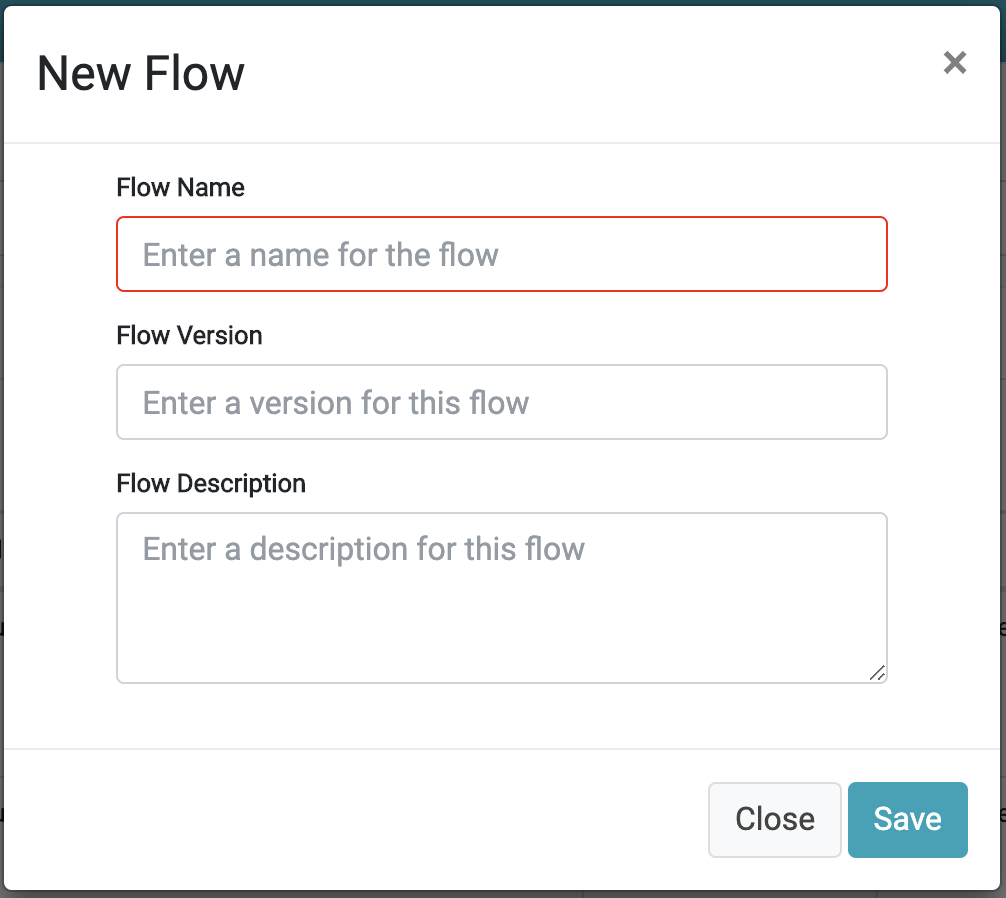 New Flow
×
Flow Name
Enter a name for the flow
Flow Version
Enter a version for this flow
Flow Description
Enter a description for this flow
Close
Save